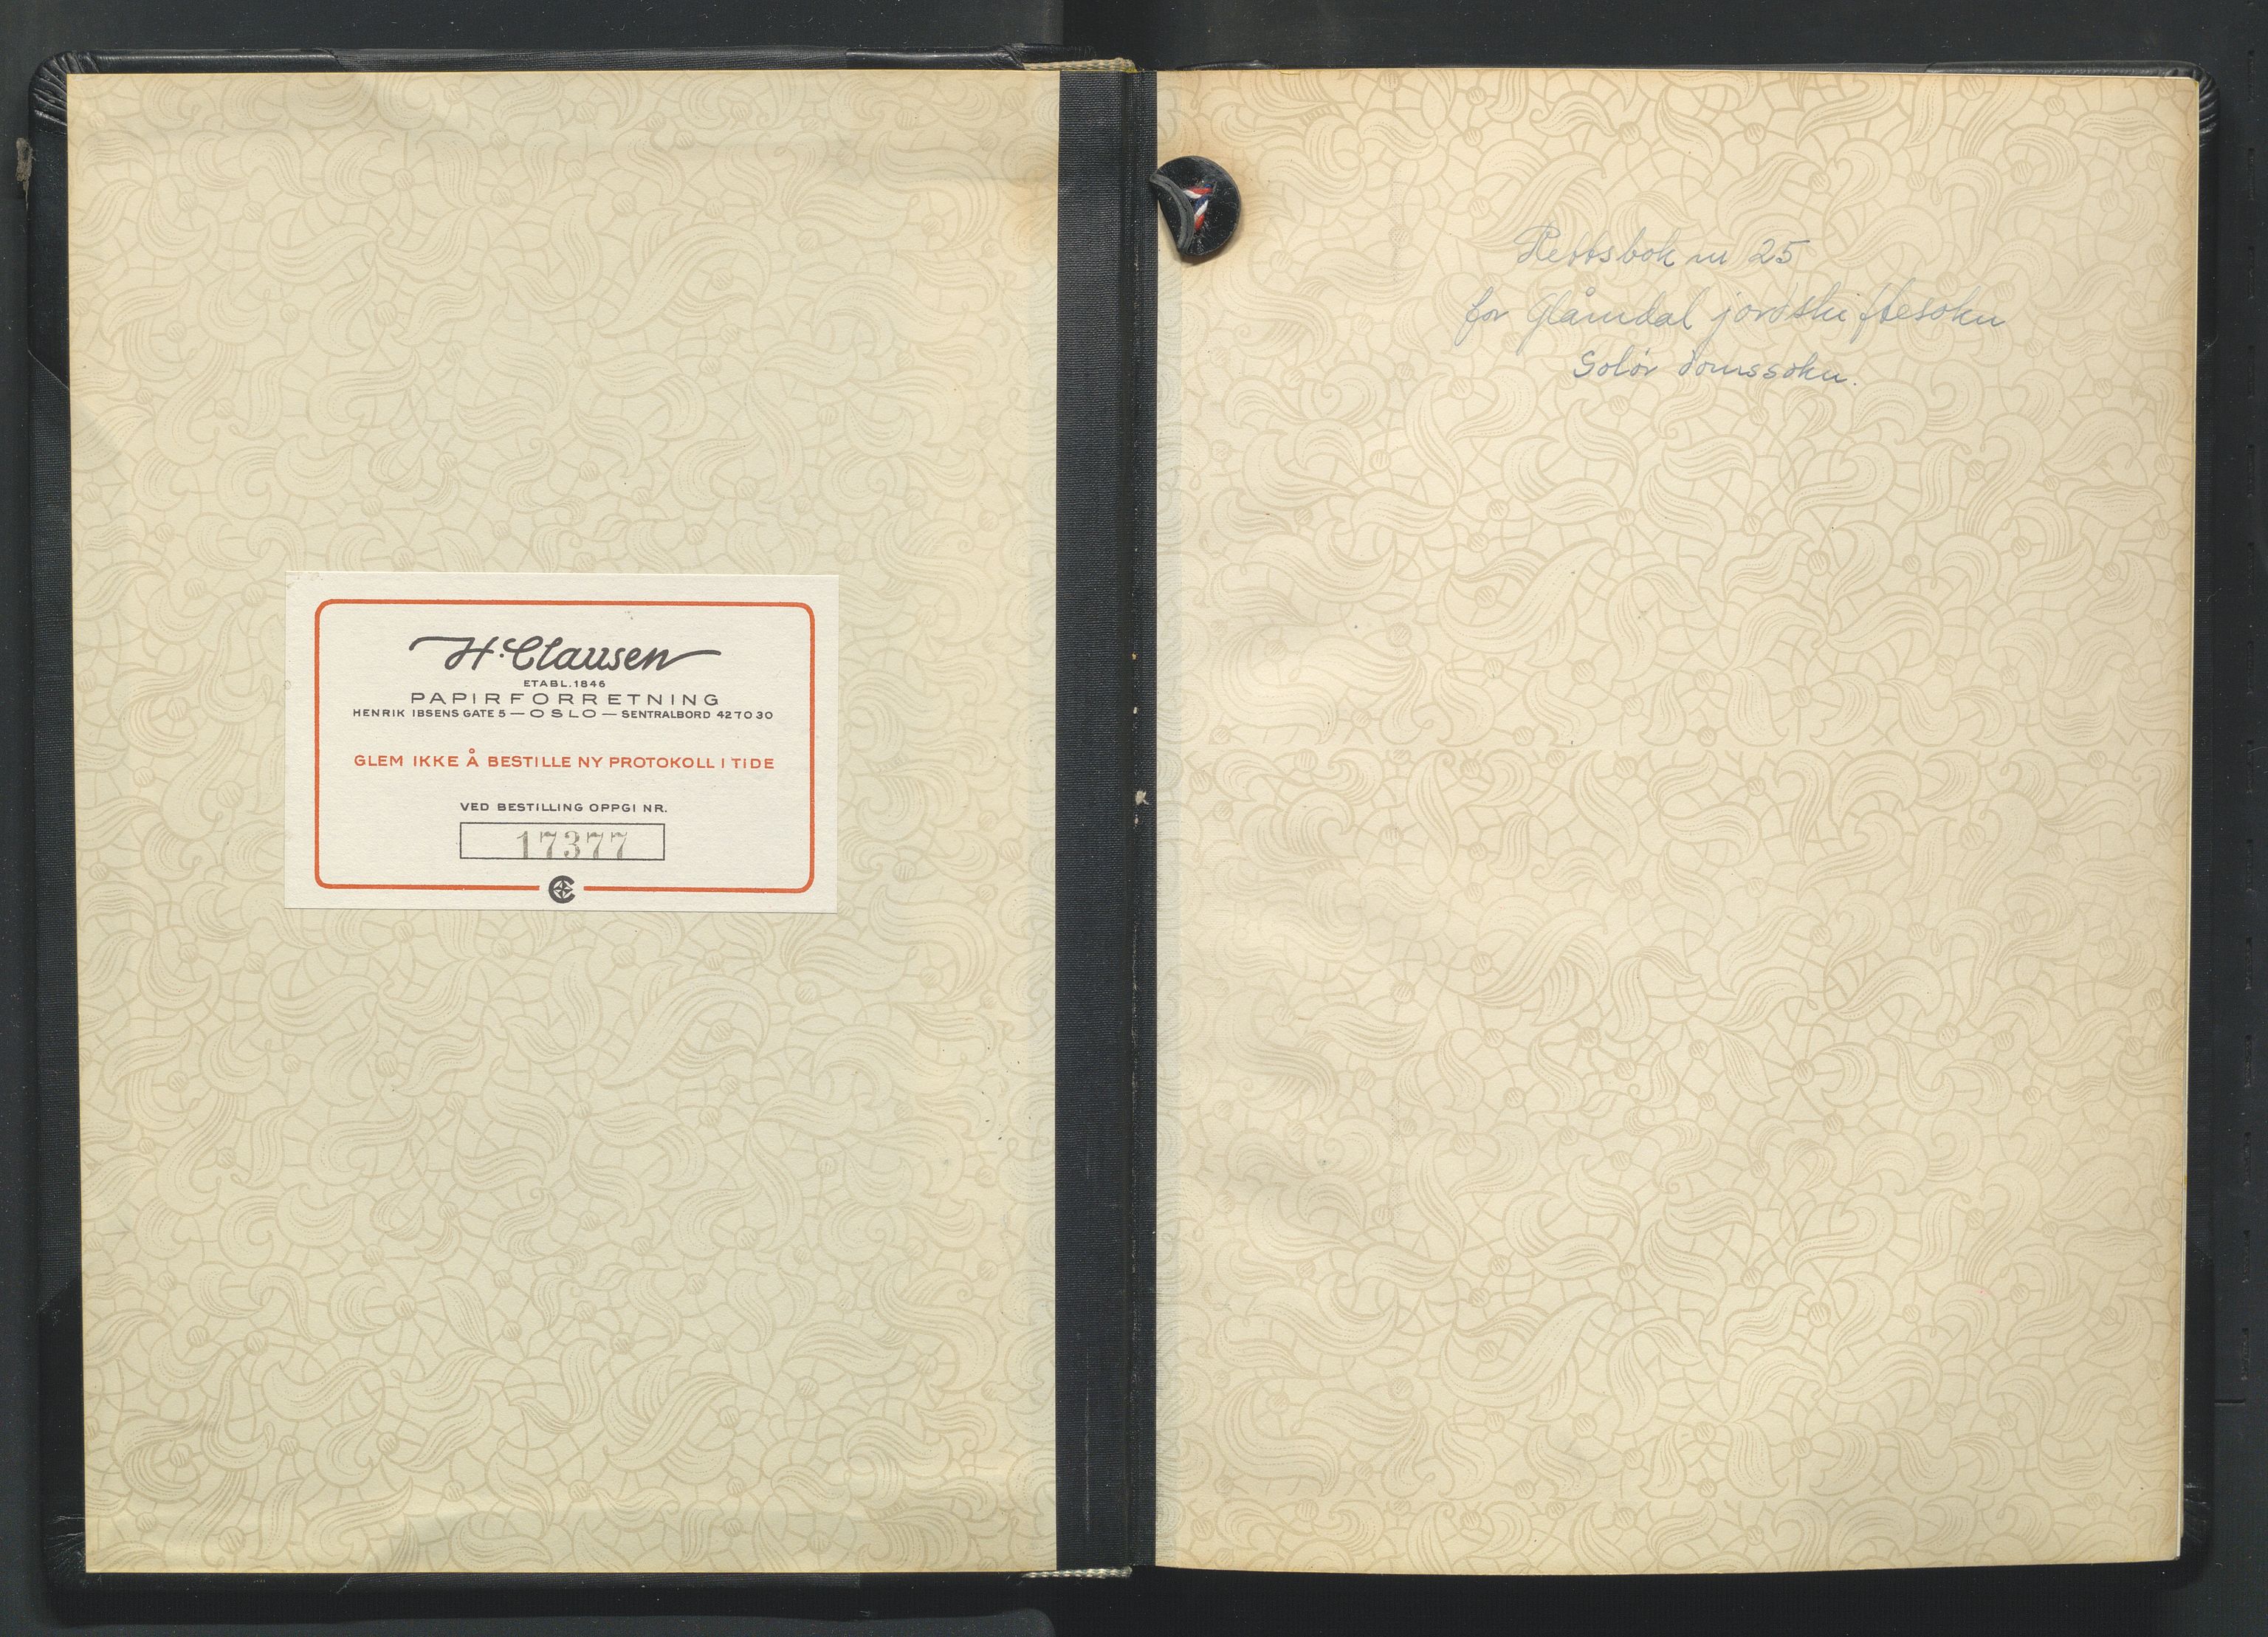 H. Clausen
ETABL. 1846
PAPIRFORRETNING
HENRIK IBSENS GATE 5 — OSLO — SENTRALBORD 42 70 30
GLEM IKKE Å BESTILLE NY PROTOKOLL I TIDE
VED BESTILLING OPPGI NR.
17377
Rettsbok nr 25
for Glåmdal jordskiftesokn
Solør domssokn.